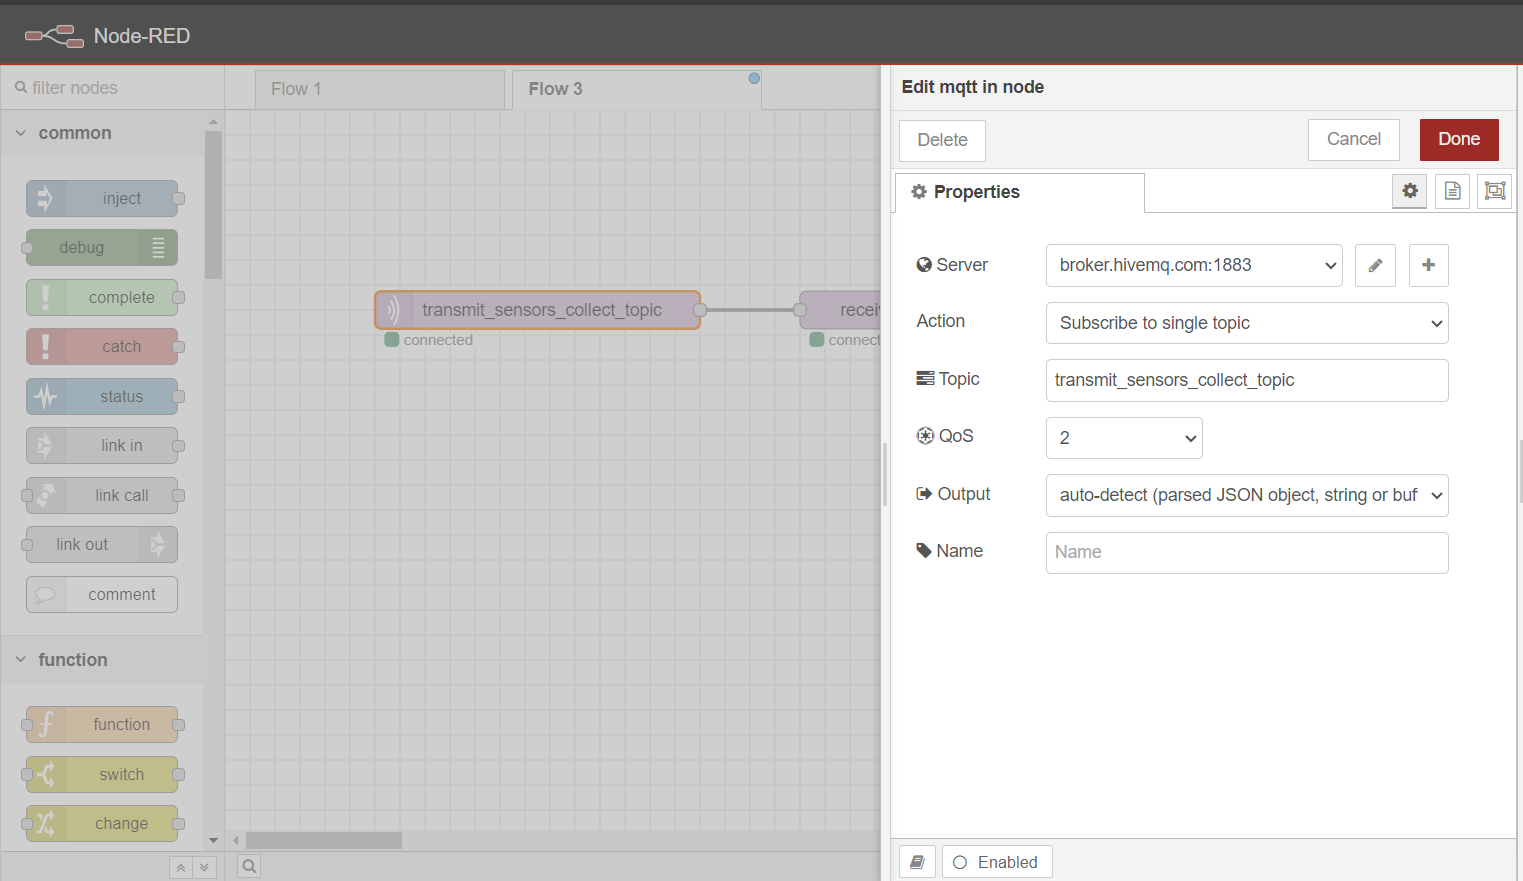 Node-RED
filter nodes
Flow 1
Flow 3
common
inject
debug
complete
catch
status
link in
link call
link out
comment
function
function
switch
change
transmit_sensors_collect_topic
connected
recei
connect
Edit mqtt in node
Delete
Cancel
Done
Properties
Server
broker.hivemq.com:1883
Action
Subscribe to single topic
Topic
transmit_sensors_collect_topic
QoS
2
Output
auto-detect (parsed JSON object, string or buf
Name
Name
Enabled